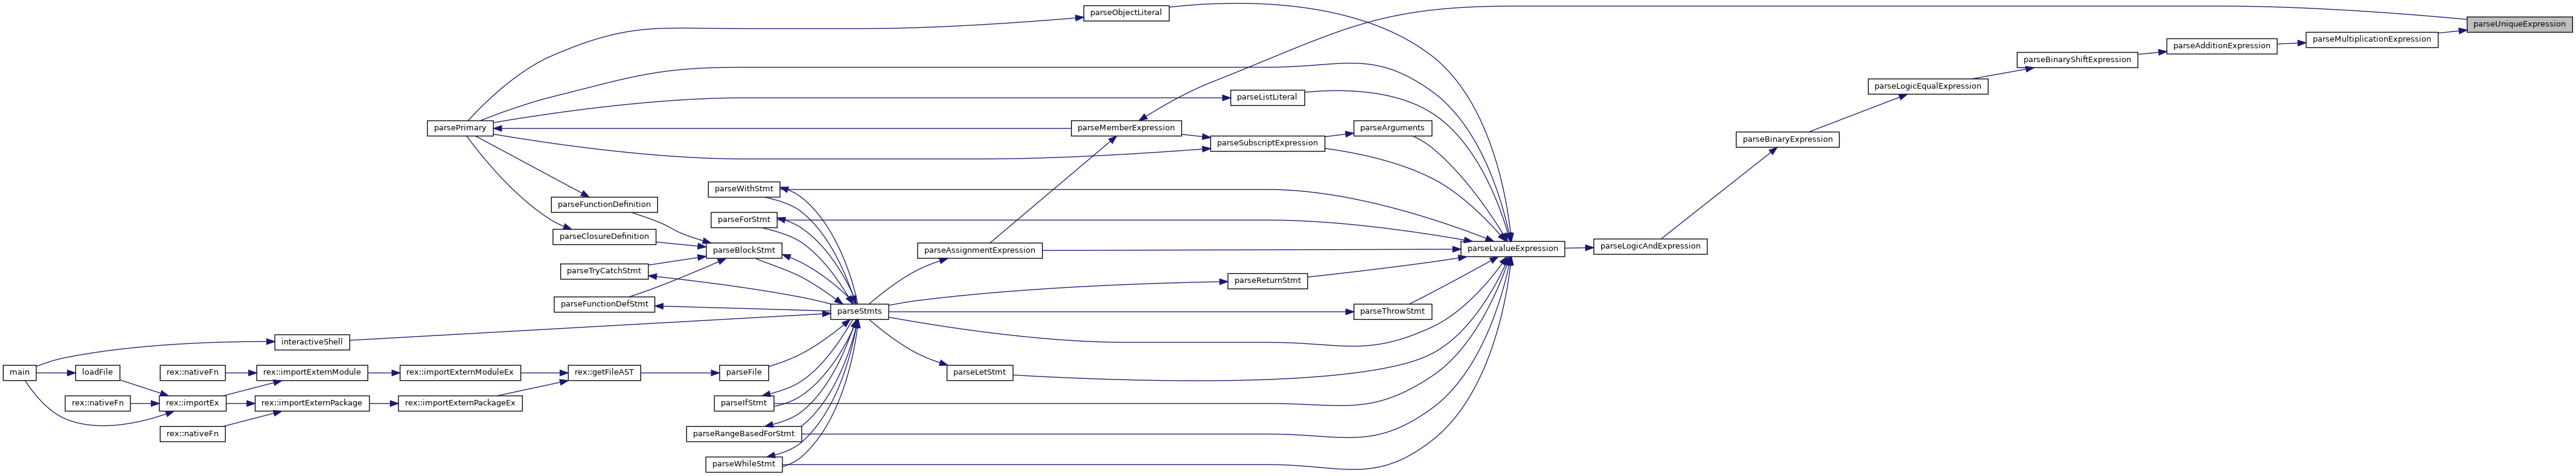 parseObjectLiteral
parseUniqueExpression
parseMultiplicationExpression
parseAdditionExpression
parseBinaryShiftExpression
parseLogicEqualExpression
parseListLiteral
parsePrimary
parseMemberExpression
parseArguments
parseBinaryExpression
parseSubscriptExpression
parseWithStmt
parseFunctionDefinition
parseForStmt
parseClosureDefinition
parseBlockStmt
parseAssignmentExpression
parseLvalueExpression
parseLogicAndExpression
parseTryCatchStmt
parseReturnStmt
parseFunctionDefStmt
parseStmts
parseThrowStmt
interactiveShell
main
loadFile
rex::nativeFn
rex::importExternModule
rex::importExternModuleEx
rex::getFileAST
parseFile
parseLetStmt
rex::nativeFn
rex::importEx
rex::importExternPackage
rex::importExternPackageEx
parseIfStmt
rex::nativeFn
parseRangeBasedForStmt
parseWhileStmt